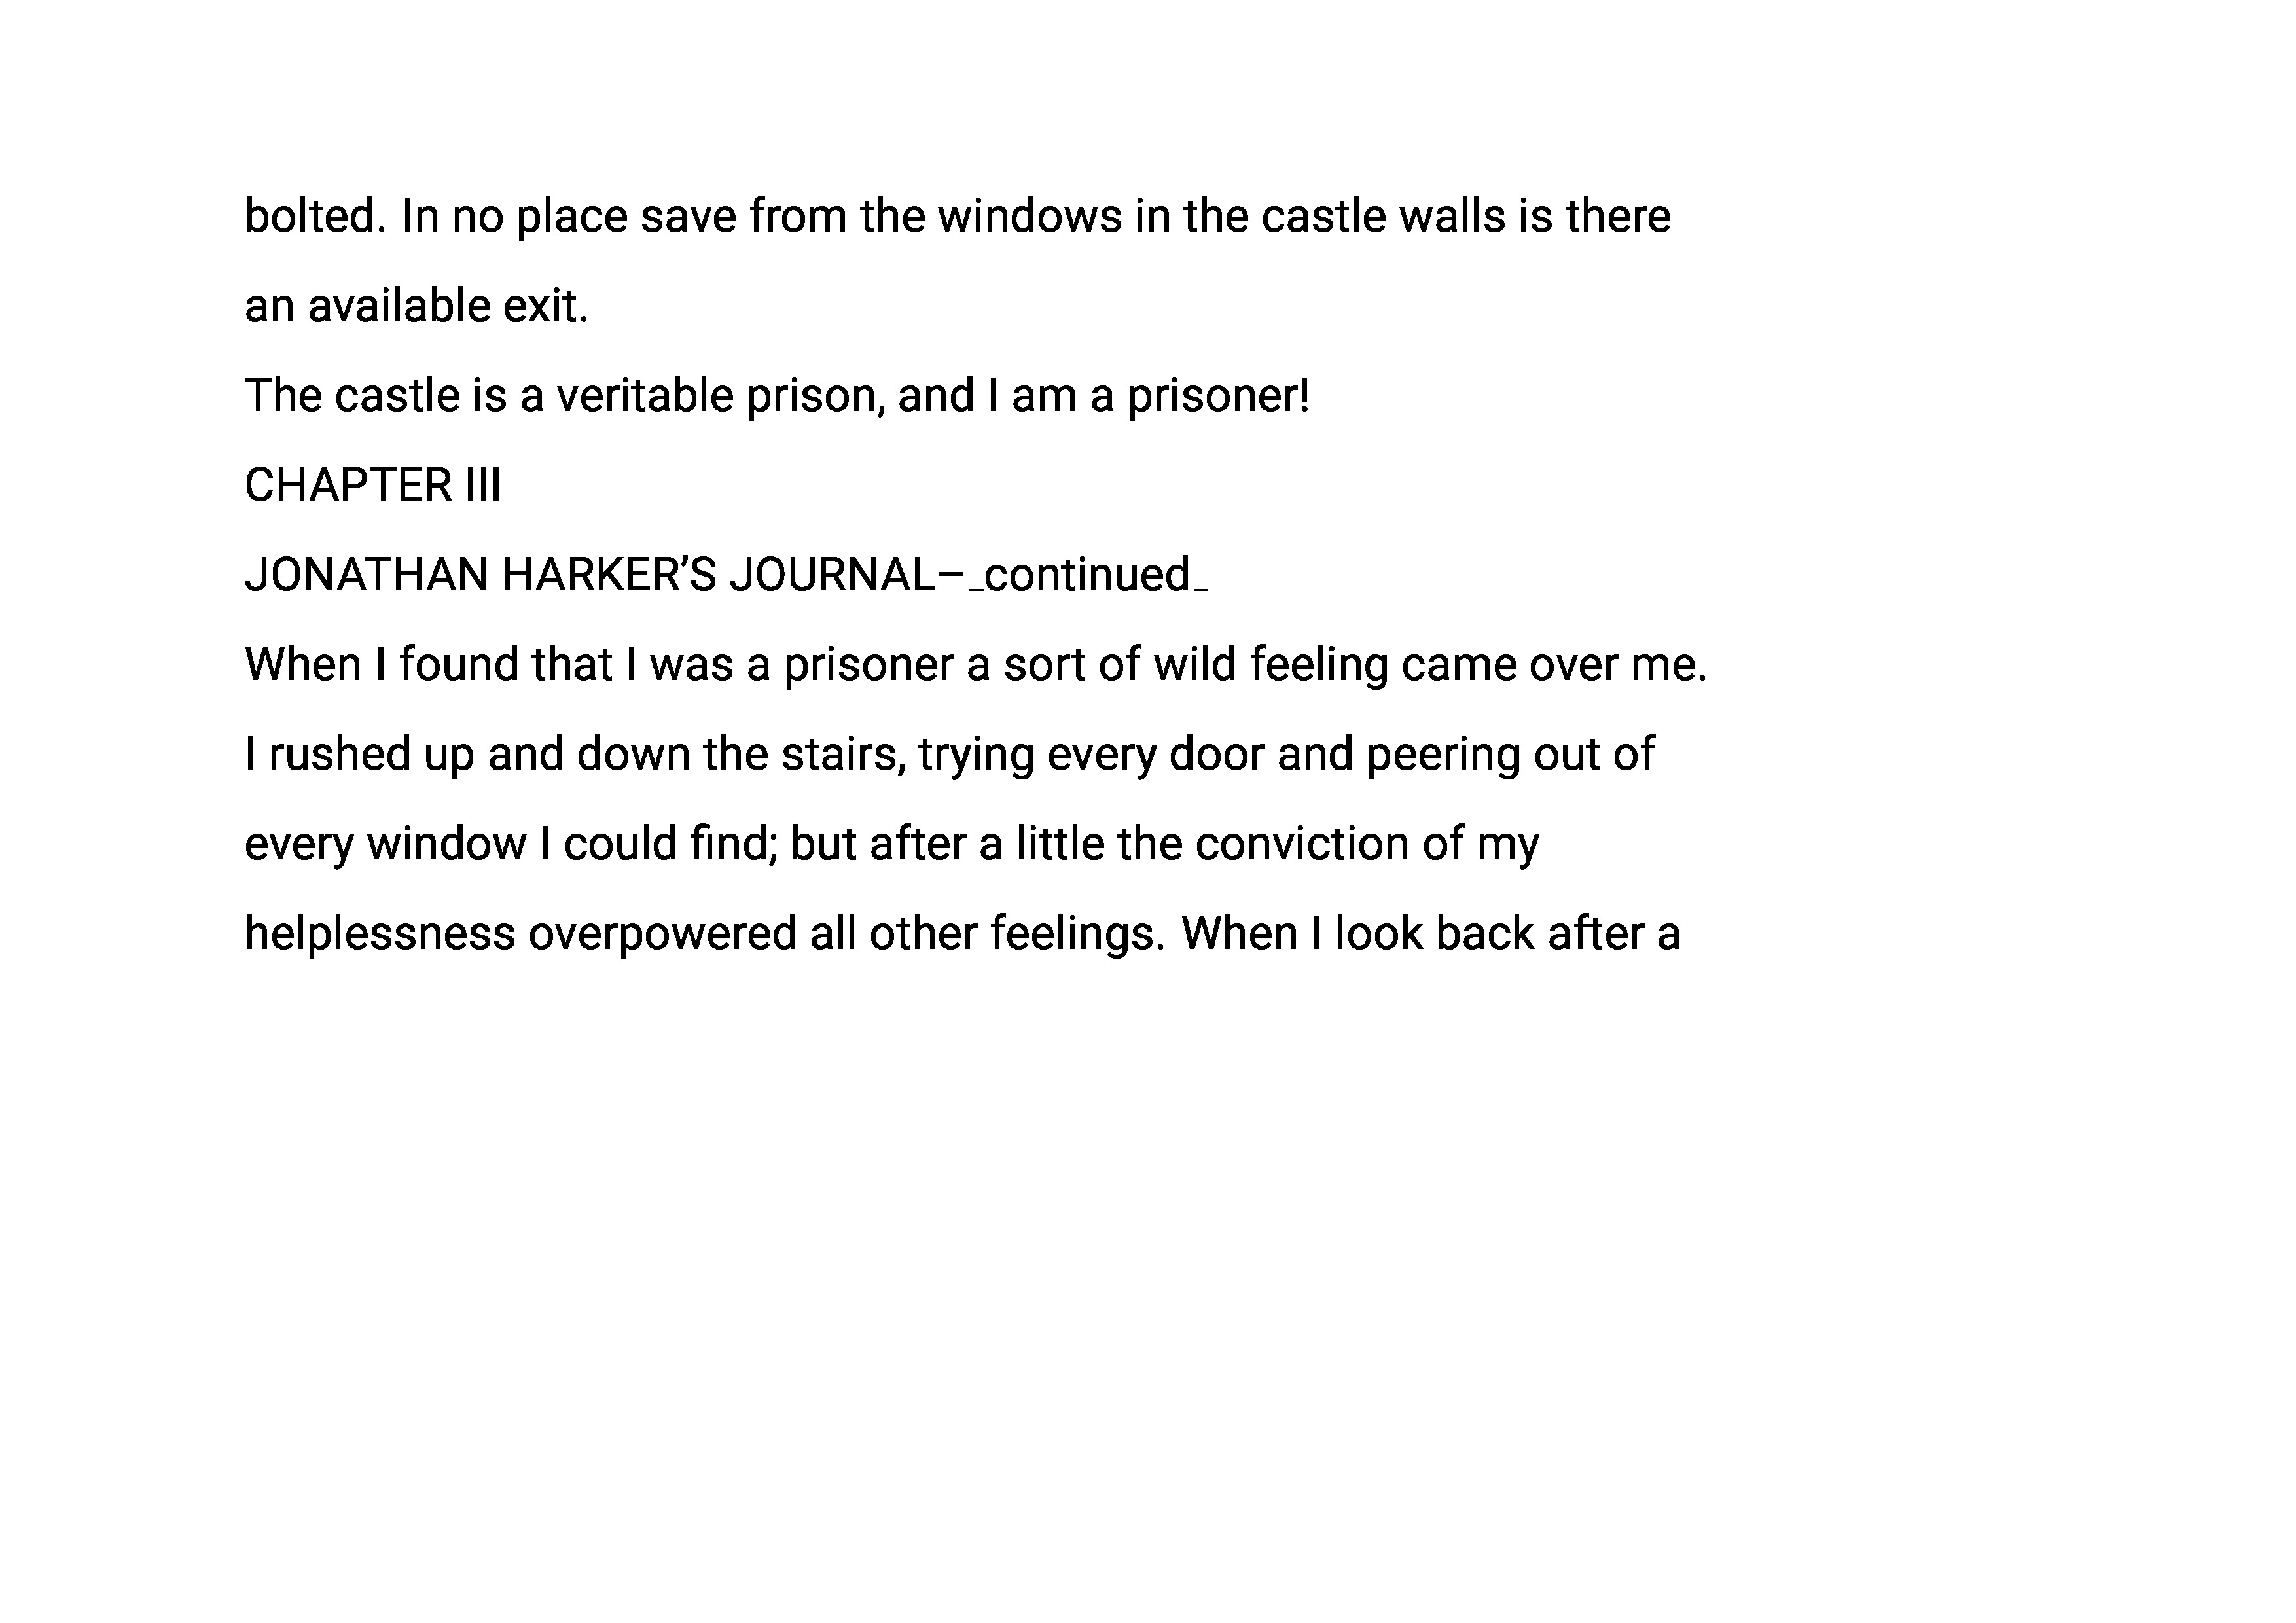 bolted. In no place save from the windows in the castle walls is there
an available exit.
The castle is a veritable prison, and I am a prisoner!
CHAPTER III
JONATHAN HARKER’S JOURNAL–_continued_
When I found that I was a prisoner a sort of wild feeling came over me.
I rushed up and down the stairs, trying every door and peering out of
every window I could find; but after a little the conviction of my
helplessness overpowered all other feelings. When I look back after a